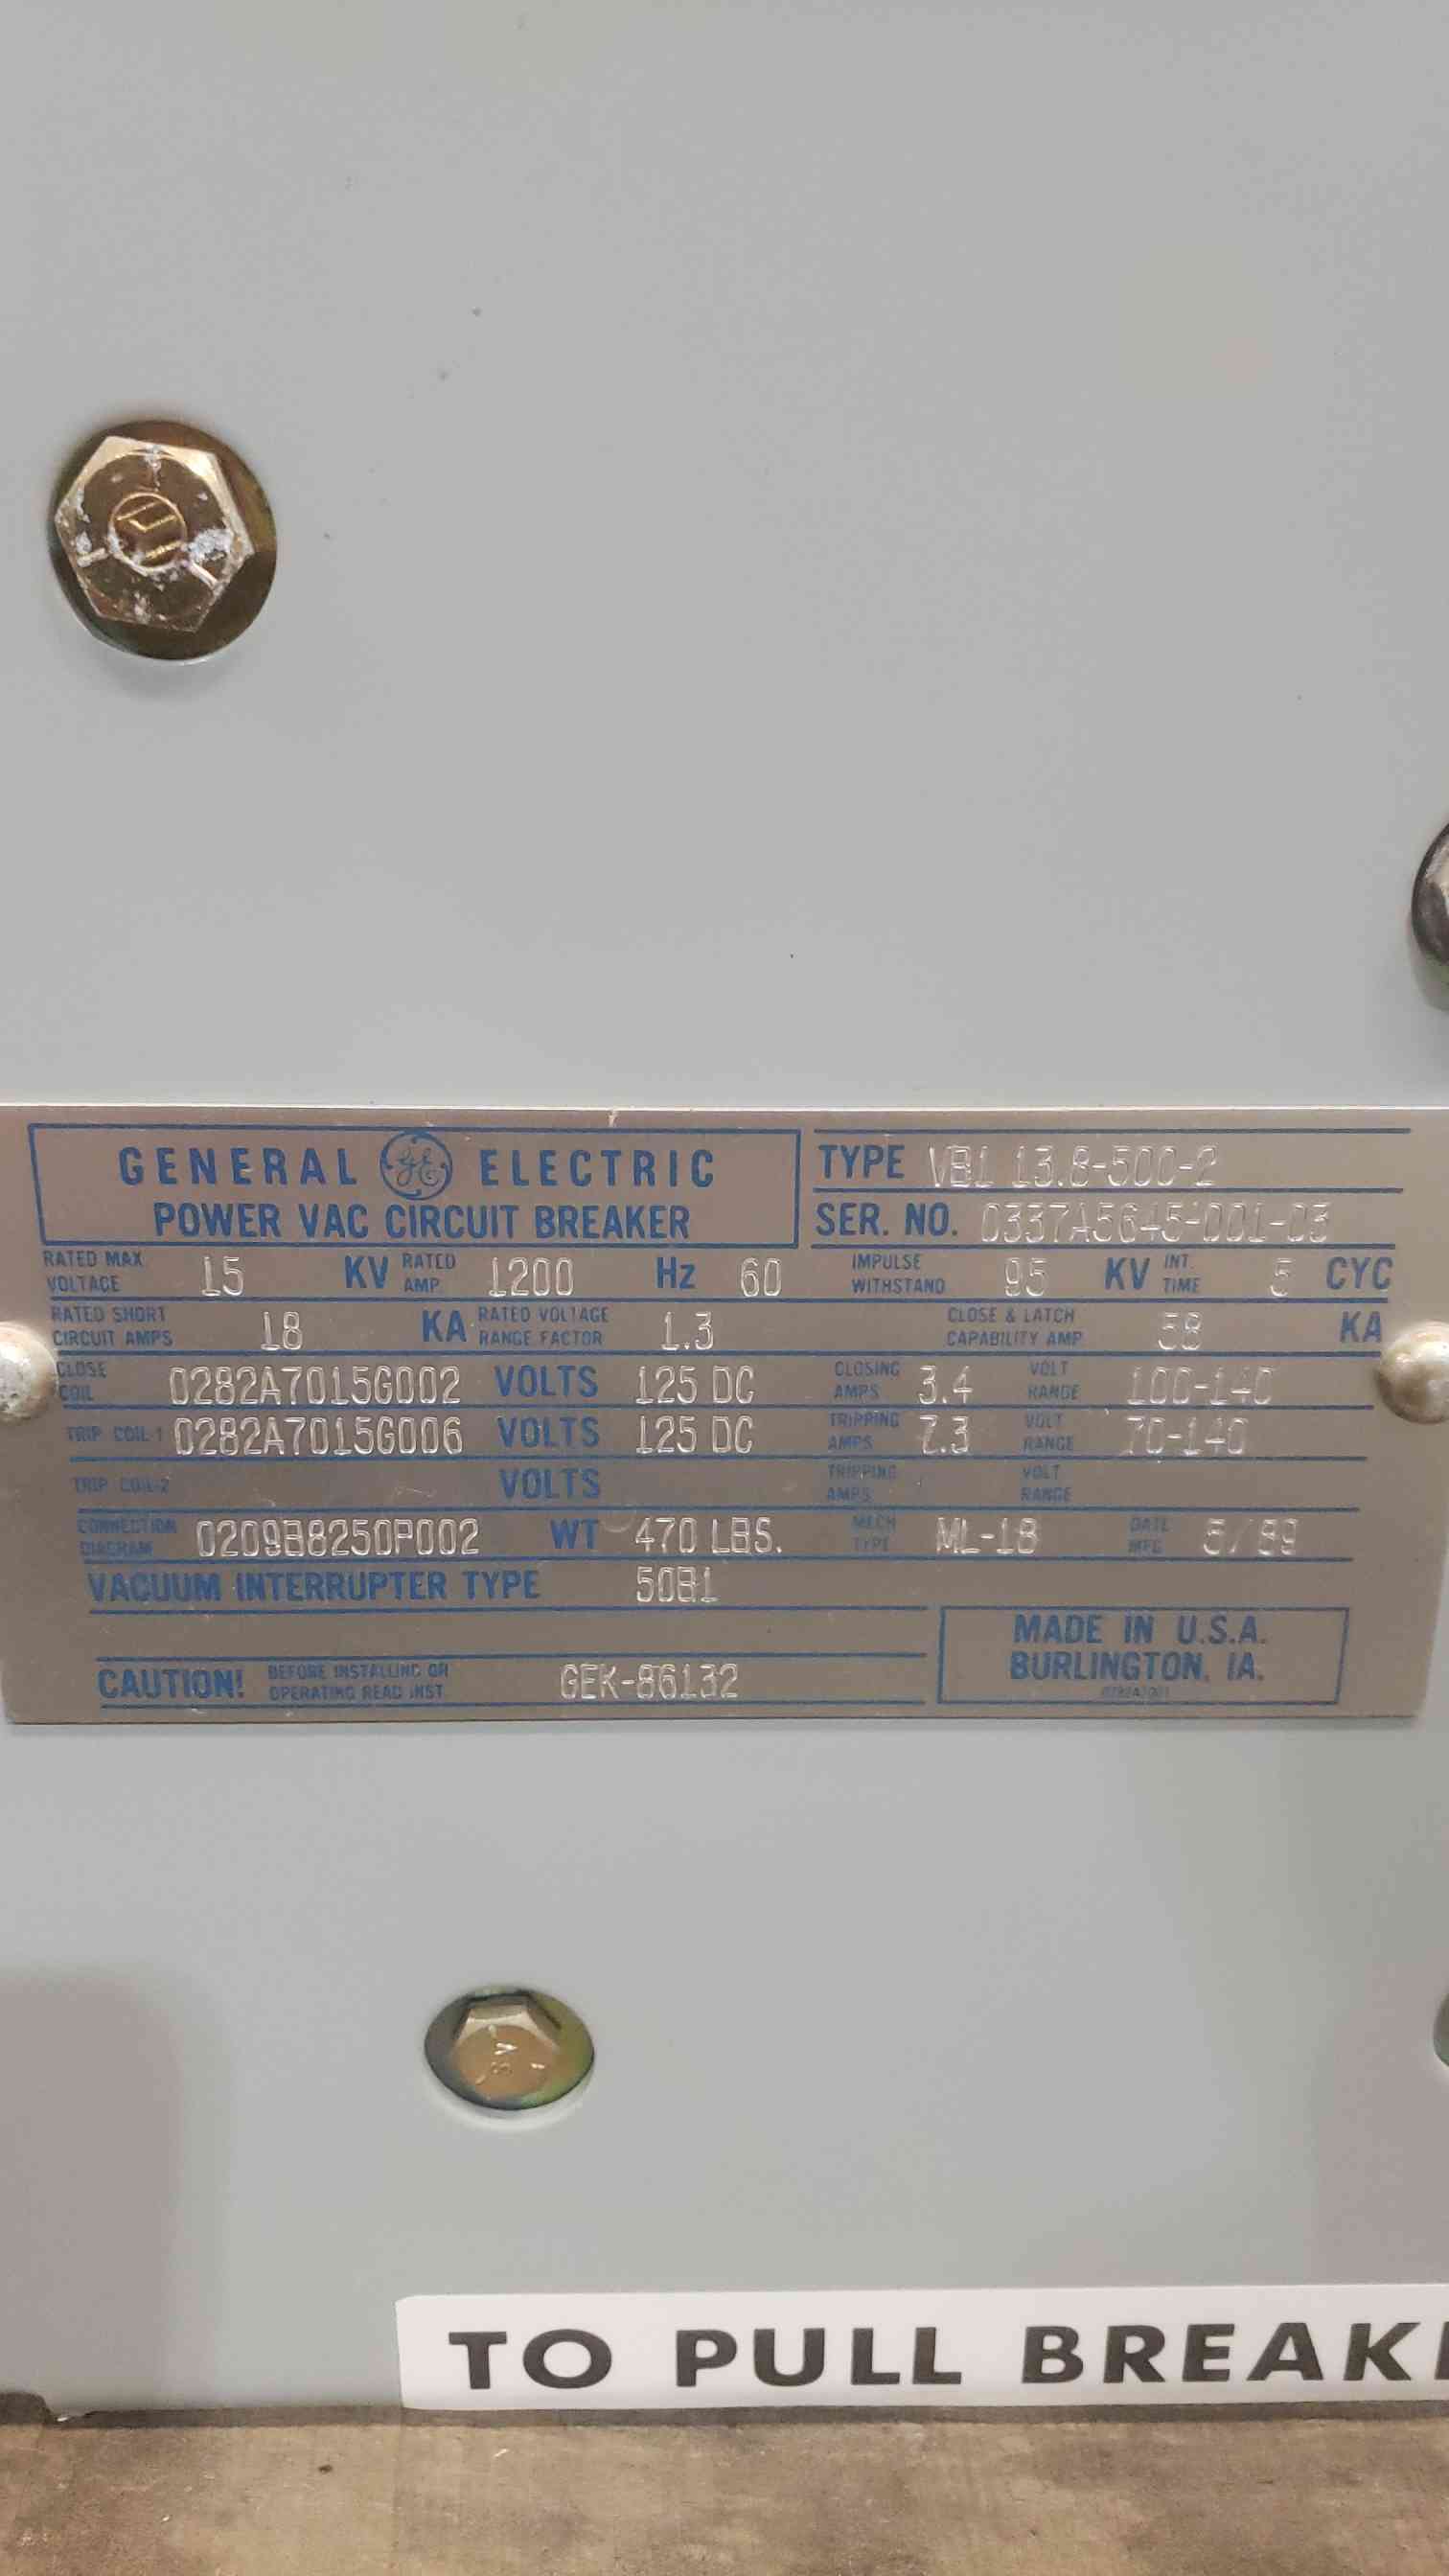 GENERAL GE ELECTRIC
POWER VAC CIRCUIT BREAKER
TYPE VB1 13.8-500-2
SER. NO. 0337A5645-001-03
RATED MAX VOLTAGE 15 KV RATED AMP. 1200 Hz 60 IMPULSE WITHSTAND 95 KV INT. TIME 5 CYC
RATED SHORT CIRCUIT AMPS 18 KA RATED VOLTAGE RANGE FACTOR 1.3 CLOSE & LATCH CAPABILITY AMP 58 KA
CLOSE COIL 0282A7015G002 VOLTS 125 DC CLOSING AMPS 3.4 VOLT RANGE 100-140
TRIP COIL-1 0282A7015G006 VOLTS 125 DC TRIPPING AMPS 7.3 VOLT RANGE 70-140
TRIP COIL-2 VOLTS TRIPPING AMPS VOLT RANGE
CONNECTION DIAGRAM 0209B8250P002 WT 470 LBS. MECH TYPE ML-18 DATE MFG 5/89
VACUUM INTERRUPTER TYPE 50B1
CAUTION! BEFORE INSTALLING OR OPERATING READ INST GEK-86132
MADE IN U.S.A.
BURLINGTON, IA.
TO PULL BREAK